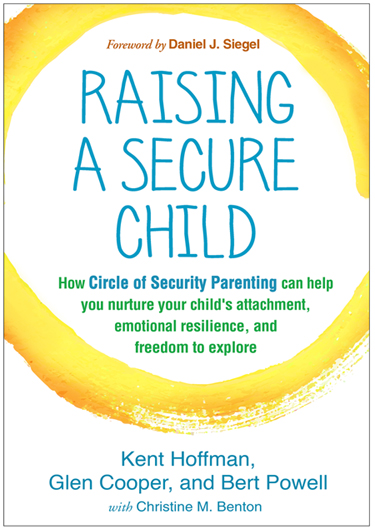 Foreword by Daniel J. Siegel
RAISING
A SECURE
CHILD
How Circle of Security Parenting can help
you nurture your child's attachment,
emotional resilience, and
freedom to explore
Kent Hoffman,
Glen Cooper, and Bert Powell
with Christine M. Benton